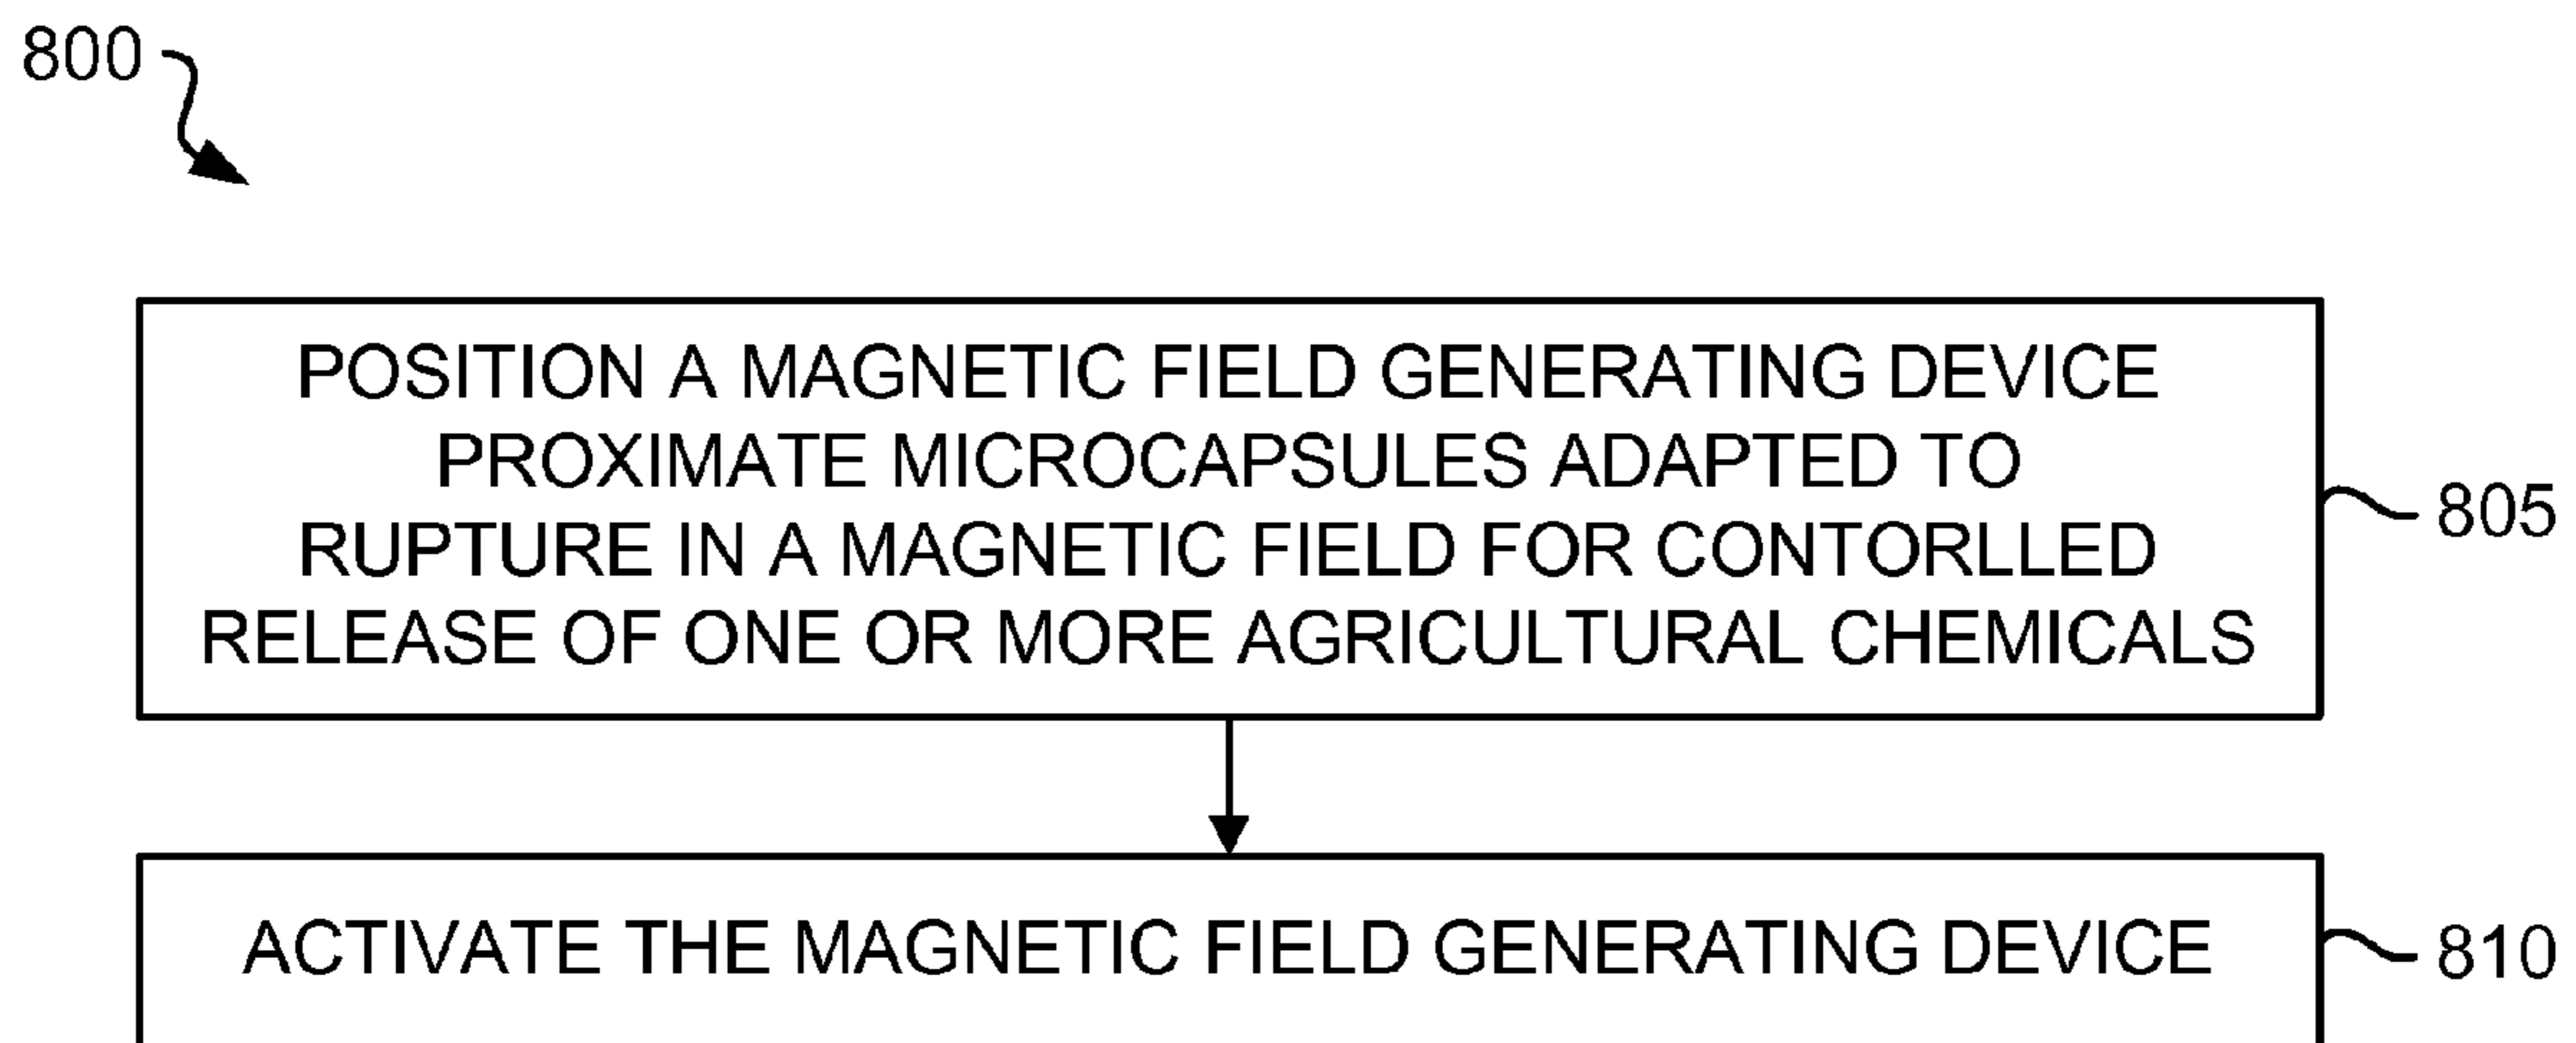 800
POSITION A MAGNETIC FIELD GENERATING DEVICE
PROXIMATE MICROCAPSULES ADAPTED TO
RUPTURE IN A MAGNETIC FIELD FOR CONTORLLED
RELEASE OF ONE OR MORE AGRICULTURAL CHEMICALS
805
ACTIVATE THE MAGNETIC FIELD GENERATING DEVICE
810